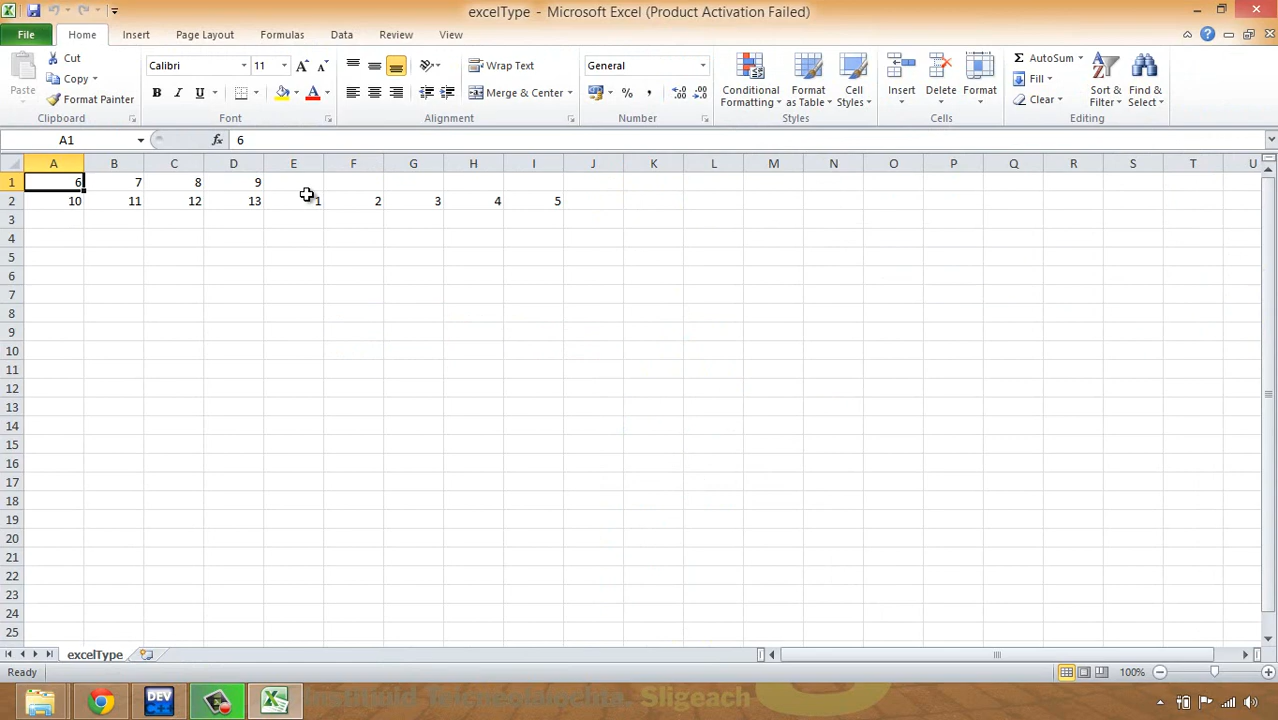 excelType - Microsoft Excel (Product Activation Failed)
File Home Insert Page Layout Formulas Data Review View
Paste Cut Calibri 11 Wrap Text General Conditional Formatting Format as Table Cell Styles Insert Delete Format AutoSum Sort & Filter Find & Select
Copy Fill
Format Painter B I U A Merge & Center % , Clear
Clipboard Font Alignment Number Styles Cells Editing
A1 fx 6
A B C D E F G H I J K L M N O P Q R S T U
1 6 7 8 9
2 10 11 12 13 1 2 3 4 5
3
4
5
6
7
8
9
10
11
12
13
14
15
16
17
18
19
20
21
22
23
24
25
excelType
Ready 100%
DEV C++ Sligeach